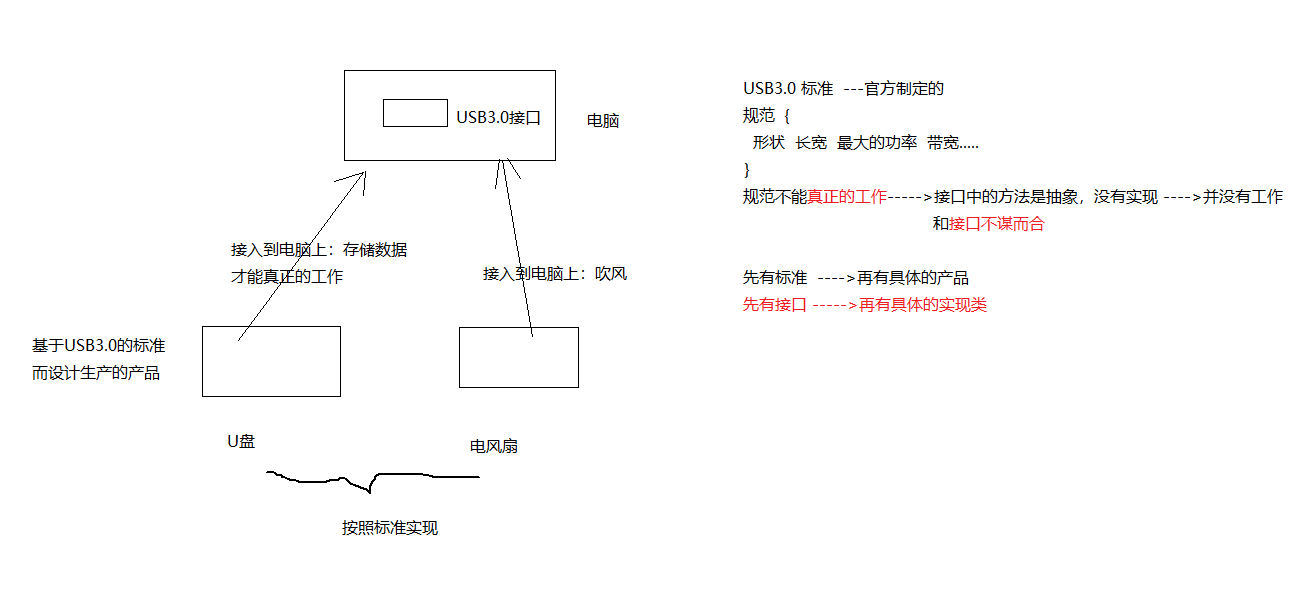 USB3.0接口
电脑
接入到电脑上：存储数据
才能真正的工作
接入到电脑上：吹风
基于USB3.0的标准
而设计生产的产品
U盘
电风扇
按照标准实现
USB3.0 标准 ---官方制定的
规范 {
形状 长宽 最大的功率 带宽.....
}
规范不能真正的工作----->接口中的方法是抽象，没有实现 ---->并没有工作
和接口不谋而合
先有标准 ---->再有具体的产品
先有接口 ----->再有具体的实现类